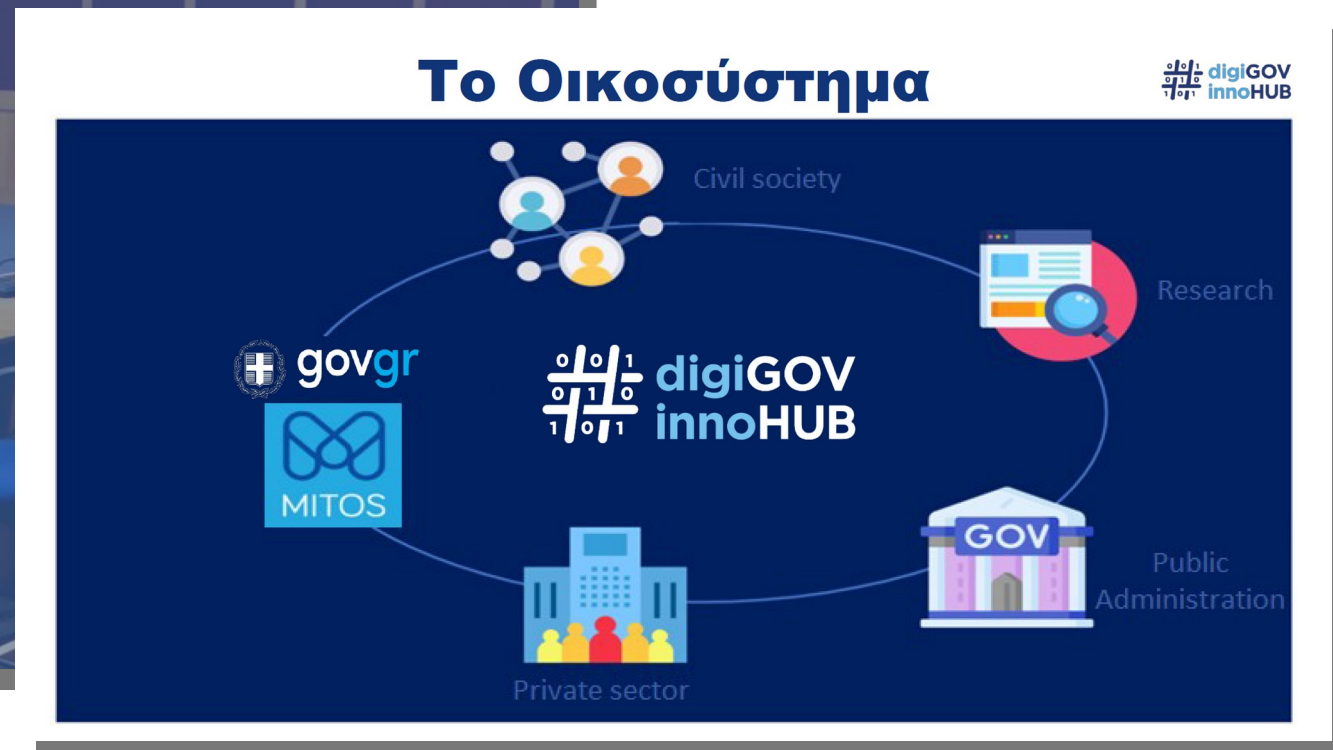 Το Οικοσύστημα
digiGOV
innoHUB
Civil society
Research
govgr
digiGOV
innoHUB
MITOS
GOV
Public
Administration
Private sector